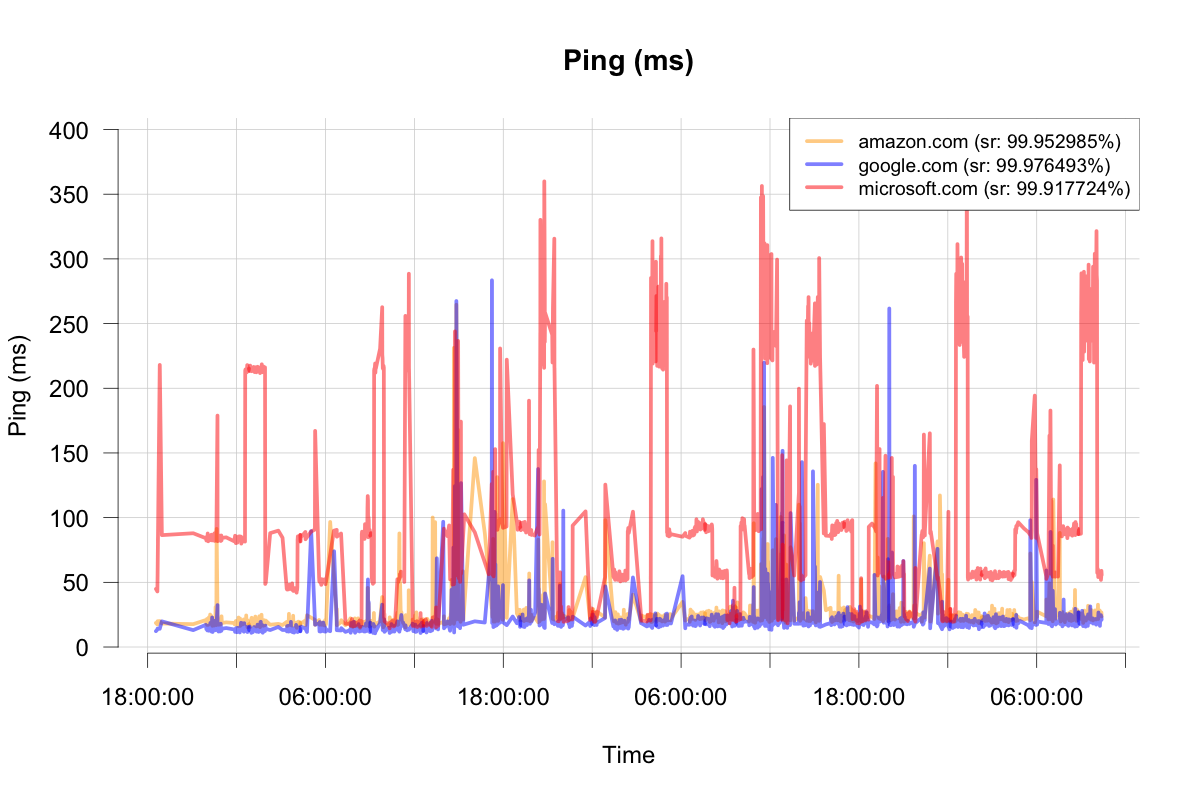 Ping (ms)
amazon.com (sr: 99.952985%)
google.com (sr: 99.976493%)
microsoft.com (sr: 99.917724%)
Ping (ms)
400
350
300
250
200
150
100
50
0
18:00:00 06:00:00 18:00:00 06:00:00 18:00:00 06:00:00
Time